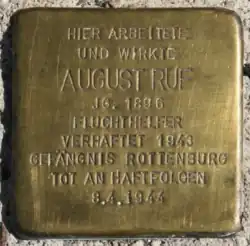 HIER ARBEITETE
UND WIRKTE
AUGUST RUF
JG. 1896
FLUCHTHELFER
VERHAFTET 1943
GEFÄNGNIS ROTTENBURG
TOT AN HAFTFOLGEN
8.4.1944